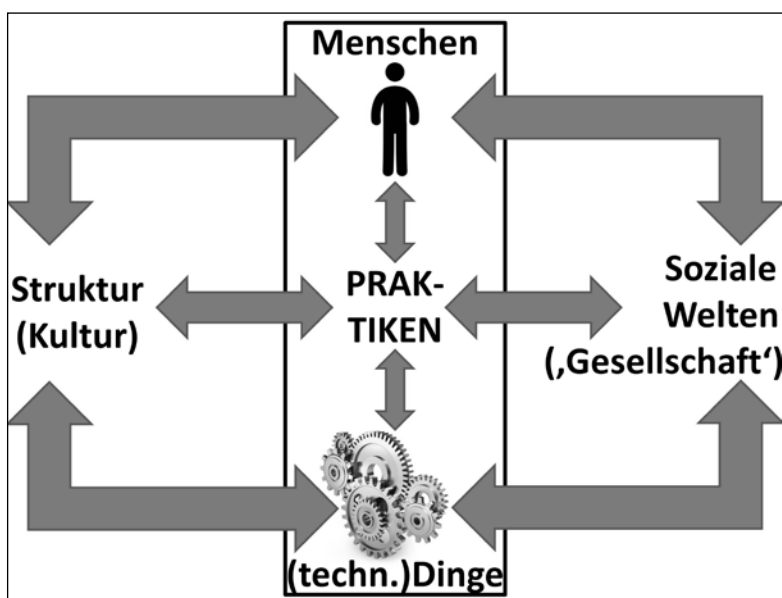 Menschen
Struktur
(Kultur)
PRAK-
TIKEN
Soziale
Welten
(‚Gesellschaft‘)
(techn.)Dinge